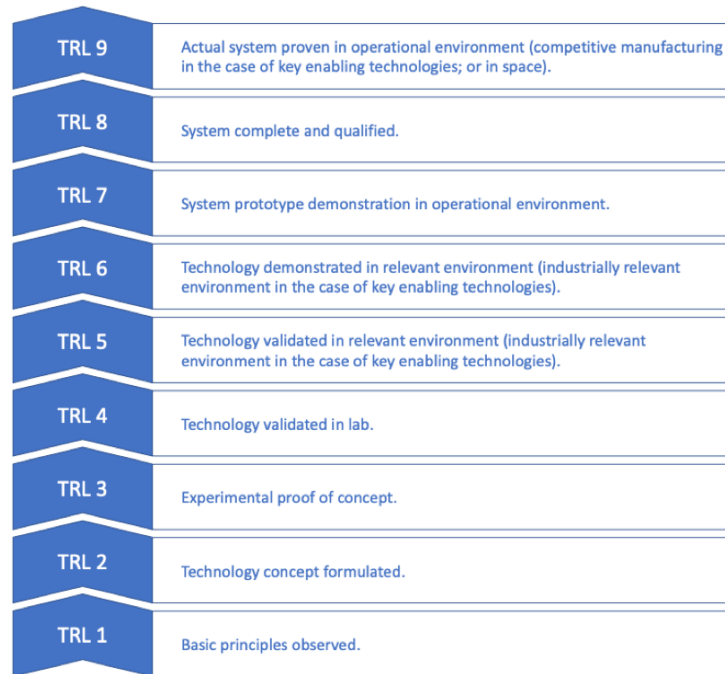 TRL 9
Actual system proven in operational environment (competitive manufacturing
in the case of key enabling technologies; or in space).
TRL 8
System complete and qualified.
TRL 7
System prototype demonstration in operational environment.
TRL 6
Technology demonstrated in relevant environment (industrially relevant
environment in the case of key enabling technologies).
TRL 5
Technology validated in relevant environment (industrially relevant
environment in the case of key enabling technologies).
TRL 4
Technology validated in lab.
TRL 3
Experimental proof of concept.
TRL 2
Technology concept formulated.
TRL 1
Basic principles observed.